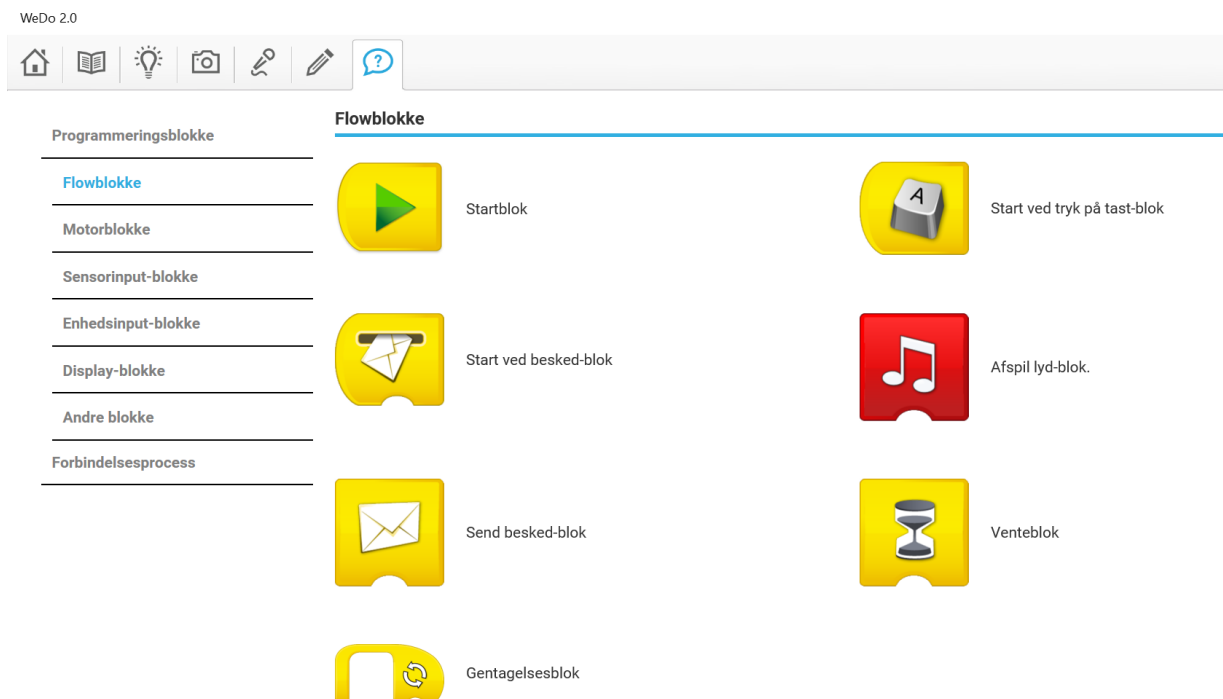 WeDo 2.0
Programmeringsblokke
Flowblokke
Motorblokke
Sensorinput-blokke
Enhedsinput-blokke
Display-blokke
Andre blokke
Forbindelsesprocess
Flowblokke
Startblok
A
Start ved tryk på tast-blok
Start ved besked-blok
Afspil lyd-blok.
Send besked-blok
Venteblok
Gentagelsesblok